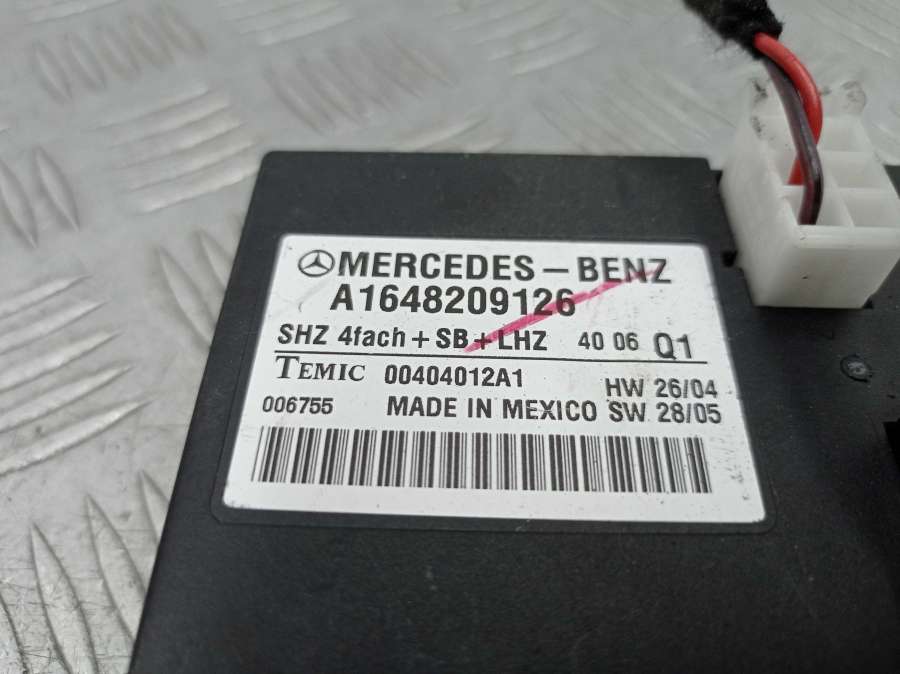 MERCEDES-BENZ
A1648209126
SHZ 4fach + SB + LHZ 40 06 Q1
TEMIC 00404012A1 HW 26/04
006755 MADE IN MEXICO SW 28/05